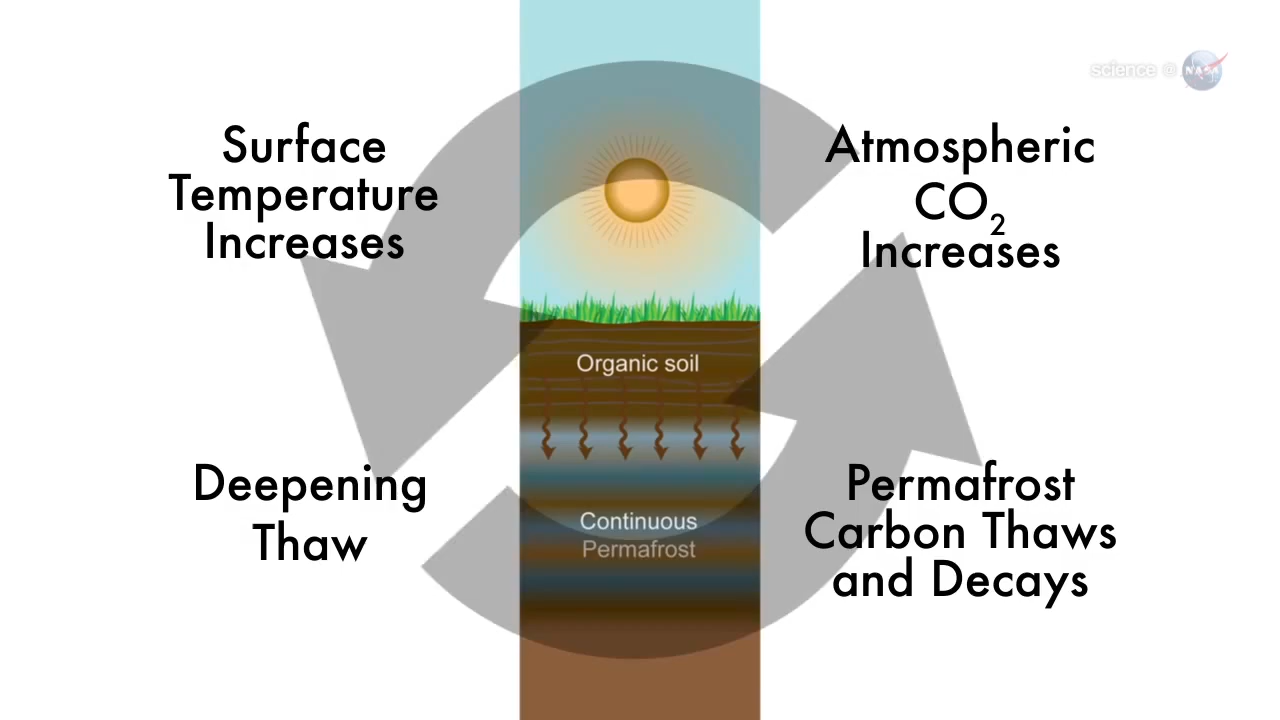 science @ NASA
Surface
Temperature
Increases
Atmospheric
CO₂
Increases
Organic soil
Deepening
Thaw
Continuous
Permafrost
Permafrost
Carbon Thaws
and Decays